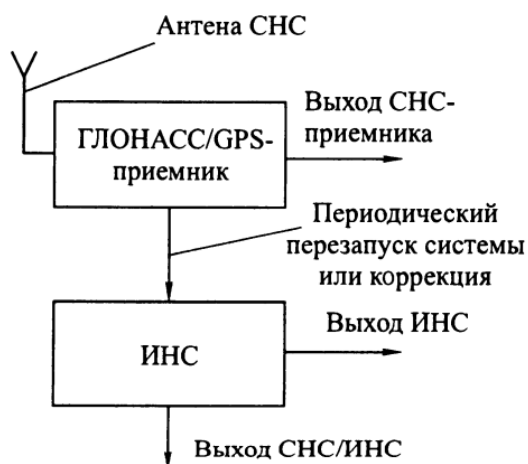 Антена СНС
ГЛОНАСС/GPS-
приемник
Выход СНС-
приемника
Периодический
перезапуск системы
или коррекция
ИНС
Выход ИНС
Выход СНС/ИНС